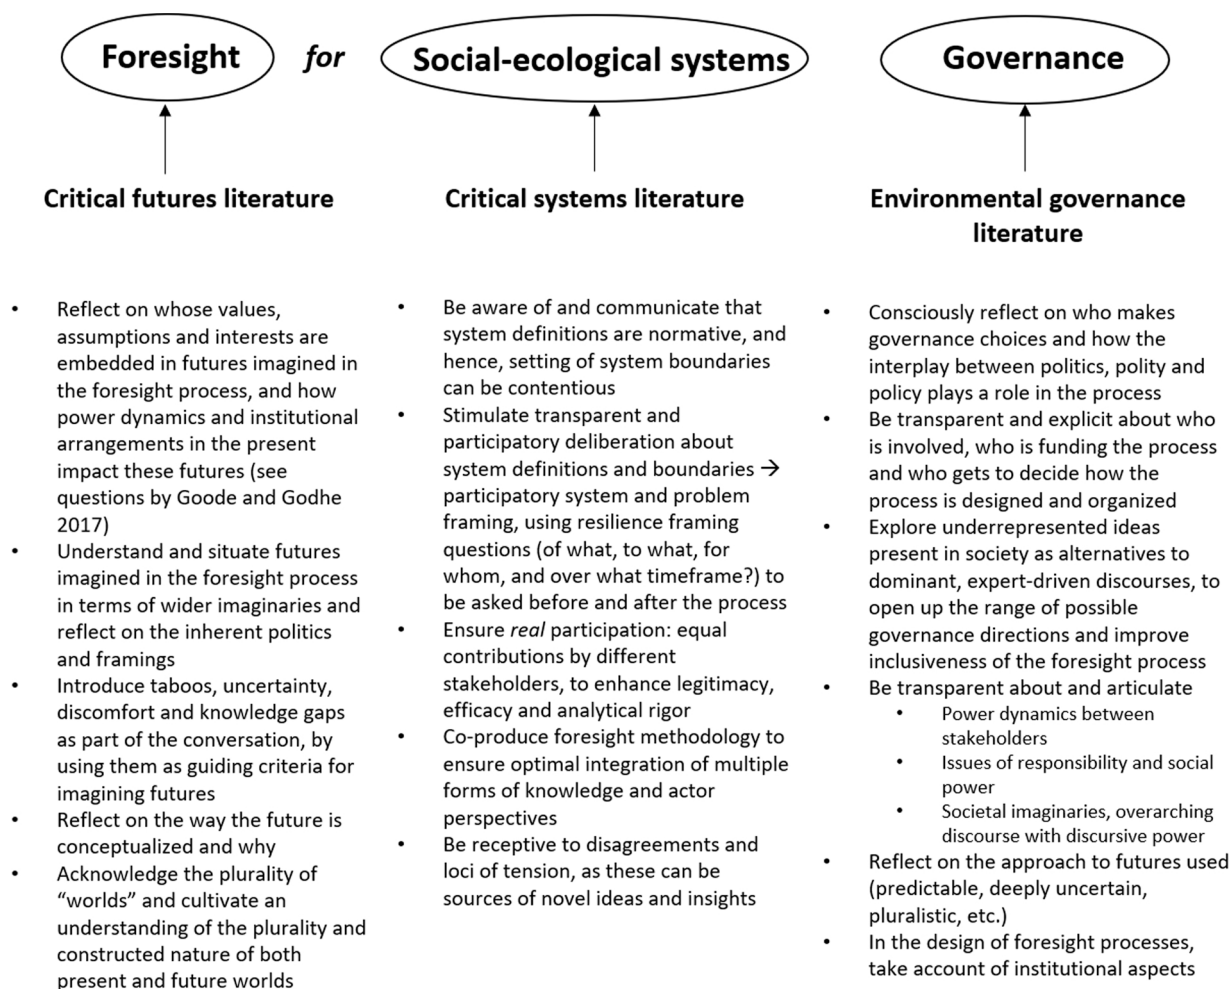 Foresight for Social-ecological systems Governance
Critical futures literature
Critical systems literature
Environmental governance
literature
• Reflect on whose values,
assumptions and interests are
embedded in futures imagined in
the foresight process, and how
power dynamics and institutional
arrangements in the present
impact these futures (see
questions by Goode and Godhe
2017)
• Understand and situate futures
imagined in the foresight process
in terms of wider imaginaries and
reflect on the inherent politics
and framings
• Introduce taboos, uncertainty,
discomfort and knowledge gaps
as part of the conversation, by
using them as guiding criteria for
imagining futures
• Reflect on the way the future is
conceptualized and why
• Acknowledge the plurality of
“worlds” and cultivate an
understanding of the plurality and
constructed nature of both
present and future worlds
• Be aware of and communicate that
system definitions are normative, and
hence, setting of system boundaries
can be contentious
• Stimulate transparent and
participatory deliberation about
system definitions and boundaries →
participatory system and problem
framing, using resilience framing
questions (of what, to what, for
whom, and over what timeframe?) to
be asked before and after the process
• Ensure real participation: equal
contributions by different
stakeholders, to enhance legitimacy,
efficacy and analytical rigor
• Co-produce foresight methodology to
ensure optimal integration of multiple
forms of knowledge and actor
perspectives
• Be receptive to disagreements and
loci of tension, as these can be
sources of novel ideas and insights
• Consciously reflect on who makes
governance choices and how the
interplay between politics, polity and
policy plays a role in the process
• Be transparent and explicit about who
is involved, who is funding the process
and who gets to decide how the
process is designed and organized
• Explore underrepresented ideas
present in society as alternatives to
dominant, expert-driven discourses, to
open up the range of possible
governance directions and improve
inclusiveness of the foresight process
• Be transparent about and articulate
• Power dynamics between
stakeholders
• Issues of responsibility and social
power
• Societal imaginaries, overarching
discourse with discursive power
• Reflect on the approach to futures used
(predictable, deeply uncertain,
pluralistic, etc.)
• In the design of foresight processes,
take account of institutional aspects